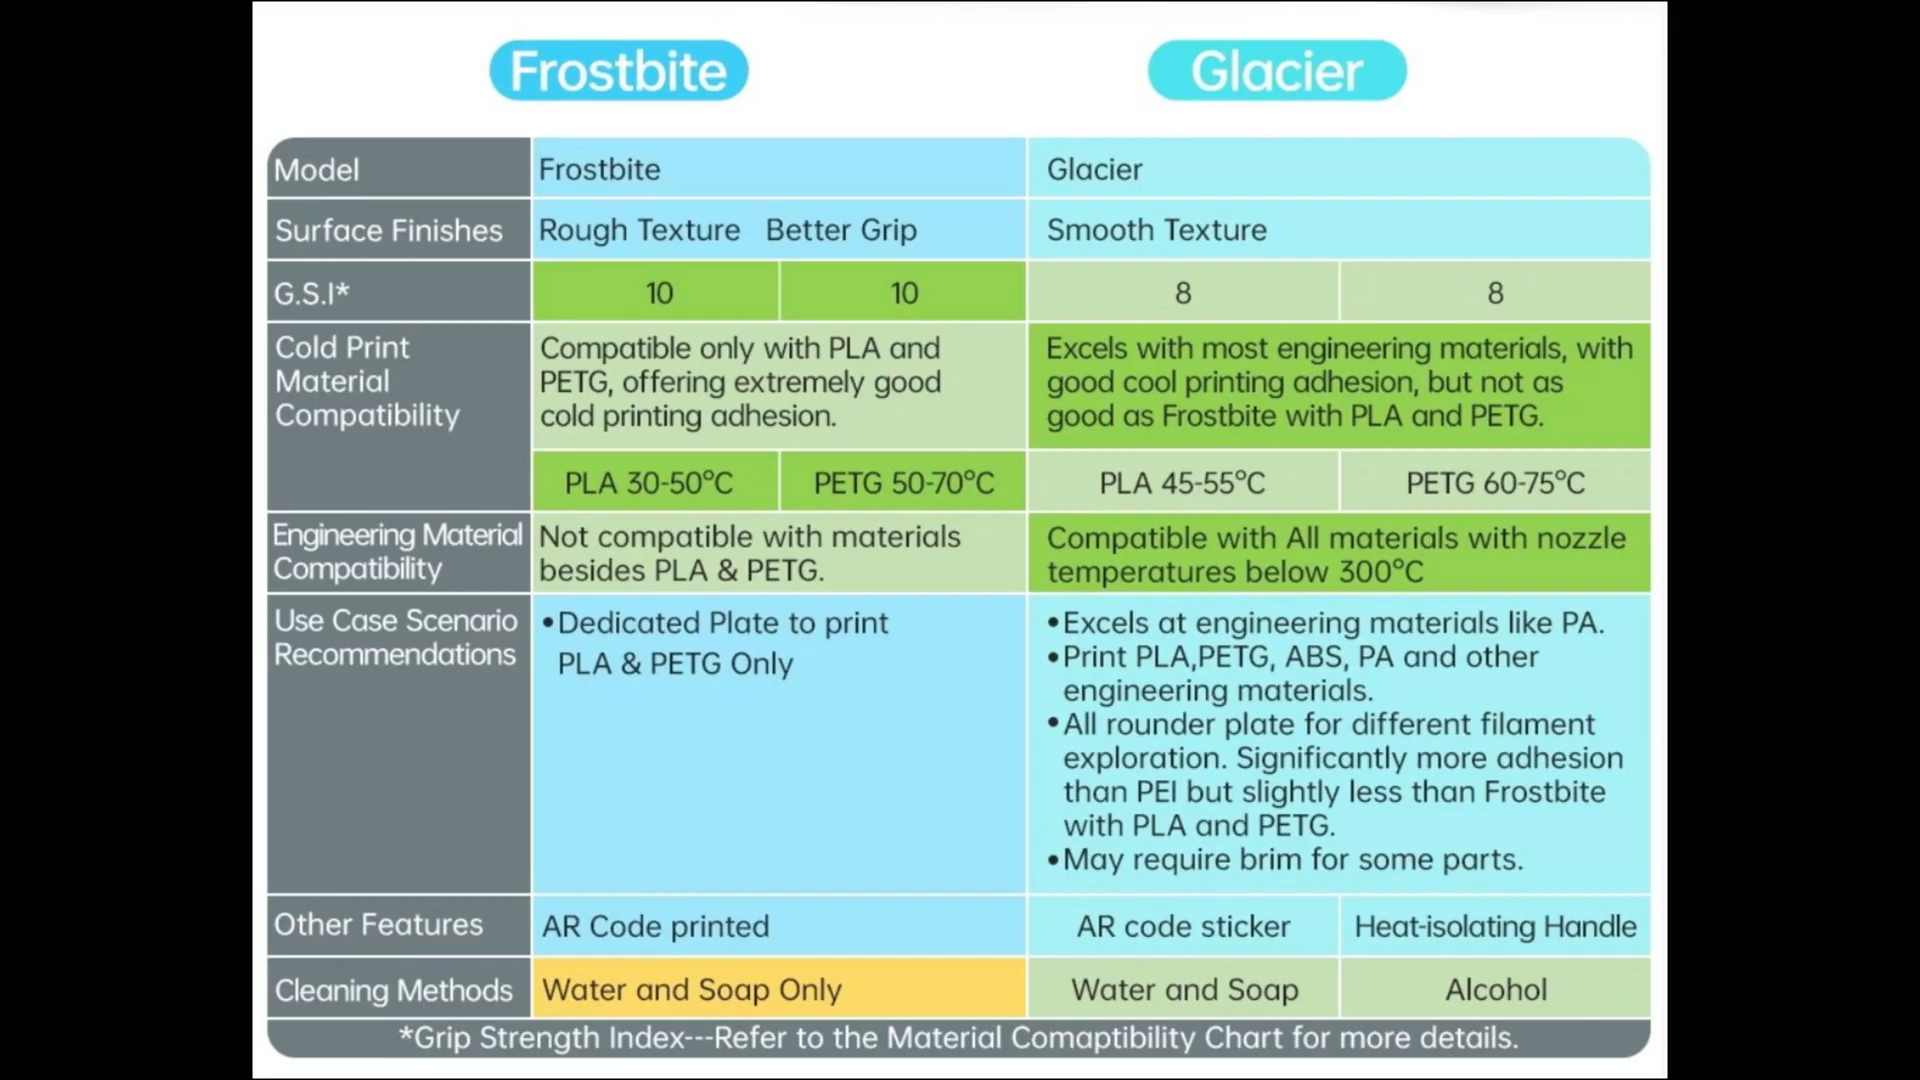 Frostbite
Glacier
Model
Frostbite
Glacier
Surface Finishes
Rough Texture Better Grip
Smooth Texture
G.S.I*
10
10
8
8
Cold Print
Material
Compatibility
Compatible only with PLA and
PETG, offering extremely good
cold printing adhesion.
Excels with most engineering materials, with
good cool printing adhesion, but not as
good as Frostbite with PLA and PETG.
PLA 30-50°C
PETG 50-70°C
PLA 45-55°C
PETG 60-75°C
Engineering Material
Compatibility
Not compatible with materials
besides PLA & PETG.
Compatible with All materials with nozzle
temperatures below 300°C
Use Case Scenario
Recommendations
•Dedicated Plate to print
PLA & PETG Only
•Excels at engineering materials like PA.
•Print PLA,PETG, ABS, PA and other
engineering materials.
•All rounder plate for different filament
exploration. Significantly more adhesion
than PEI but slightly less than Frostbite
with PLA and PETG.
•May require brim for some parts.
Other Features
AR Code printed
AR code sticker
Heat-isolating Handle
Cleaning Methods
Water and Soap Only
Water and Soap
Alcohol
*Grip Strength Index---Refer to the Material Comaptibility Chart for more details.